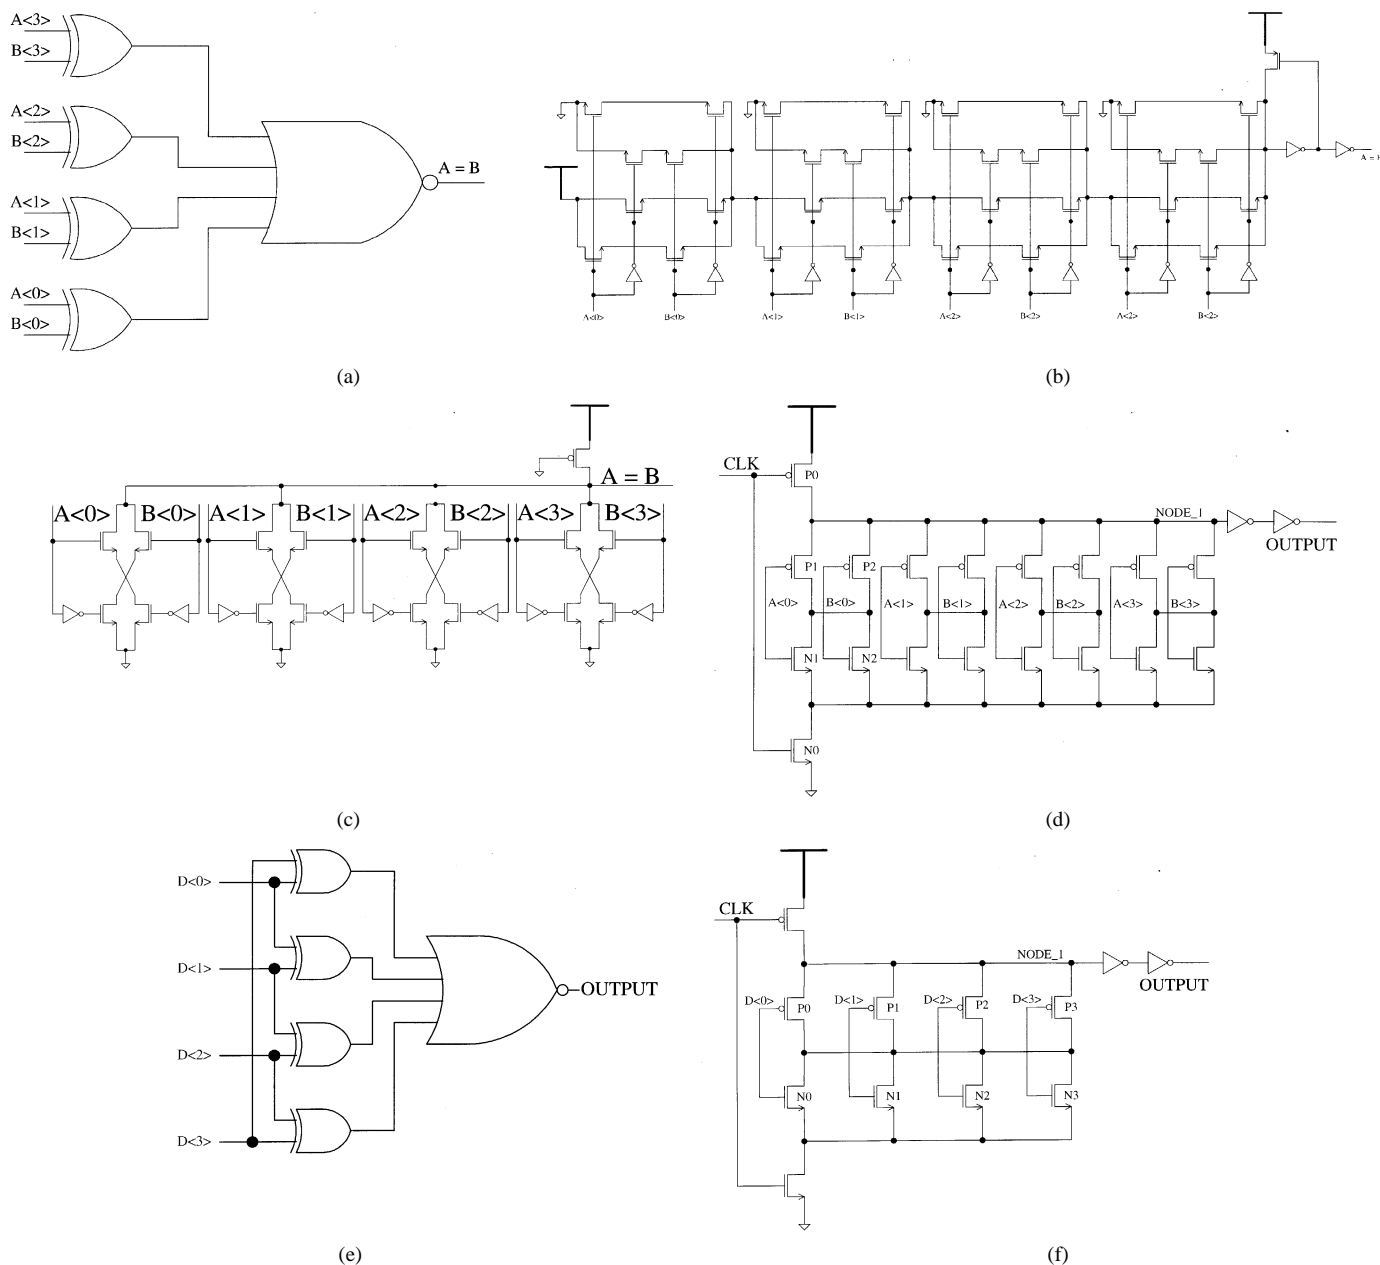 A<3>
B<3>
A<2>
B<2>
A<1>
B<1>
A<0>
B<0>
A = B
(a)
A<0>
B<0>
A<1>
B<1>
A<2>
B<2>
A<2>
B<2>
A =
(b)
A = B
A<0>
B<0>
A<1>
B<1>
A<2>
B<2>
A<3>
B<3>
(c)
CLK
P0
NODE_1
OUTPUT
P1
P2
A<0>
B<0>
A<1>
B<1>
A<2>
B<2>
A<3>
B<3>
N1
N2
N0
(d)
D<0>
D<1>
D<2>
D<3>
OUTPUT
(e)
CLK
NODE_1
OUTPUT
D<0>
P0
D<1>
P1
D<2>
P2
D<3>
P3
N0
N1
N2
N3
(f)